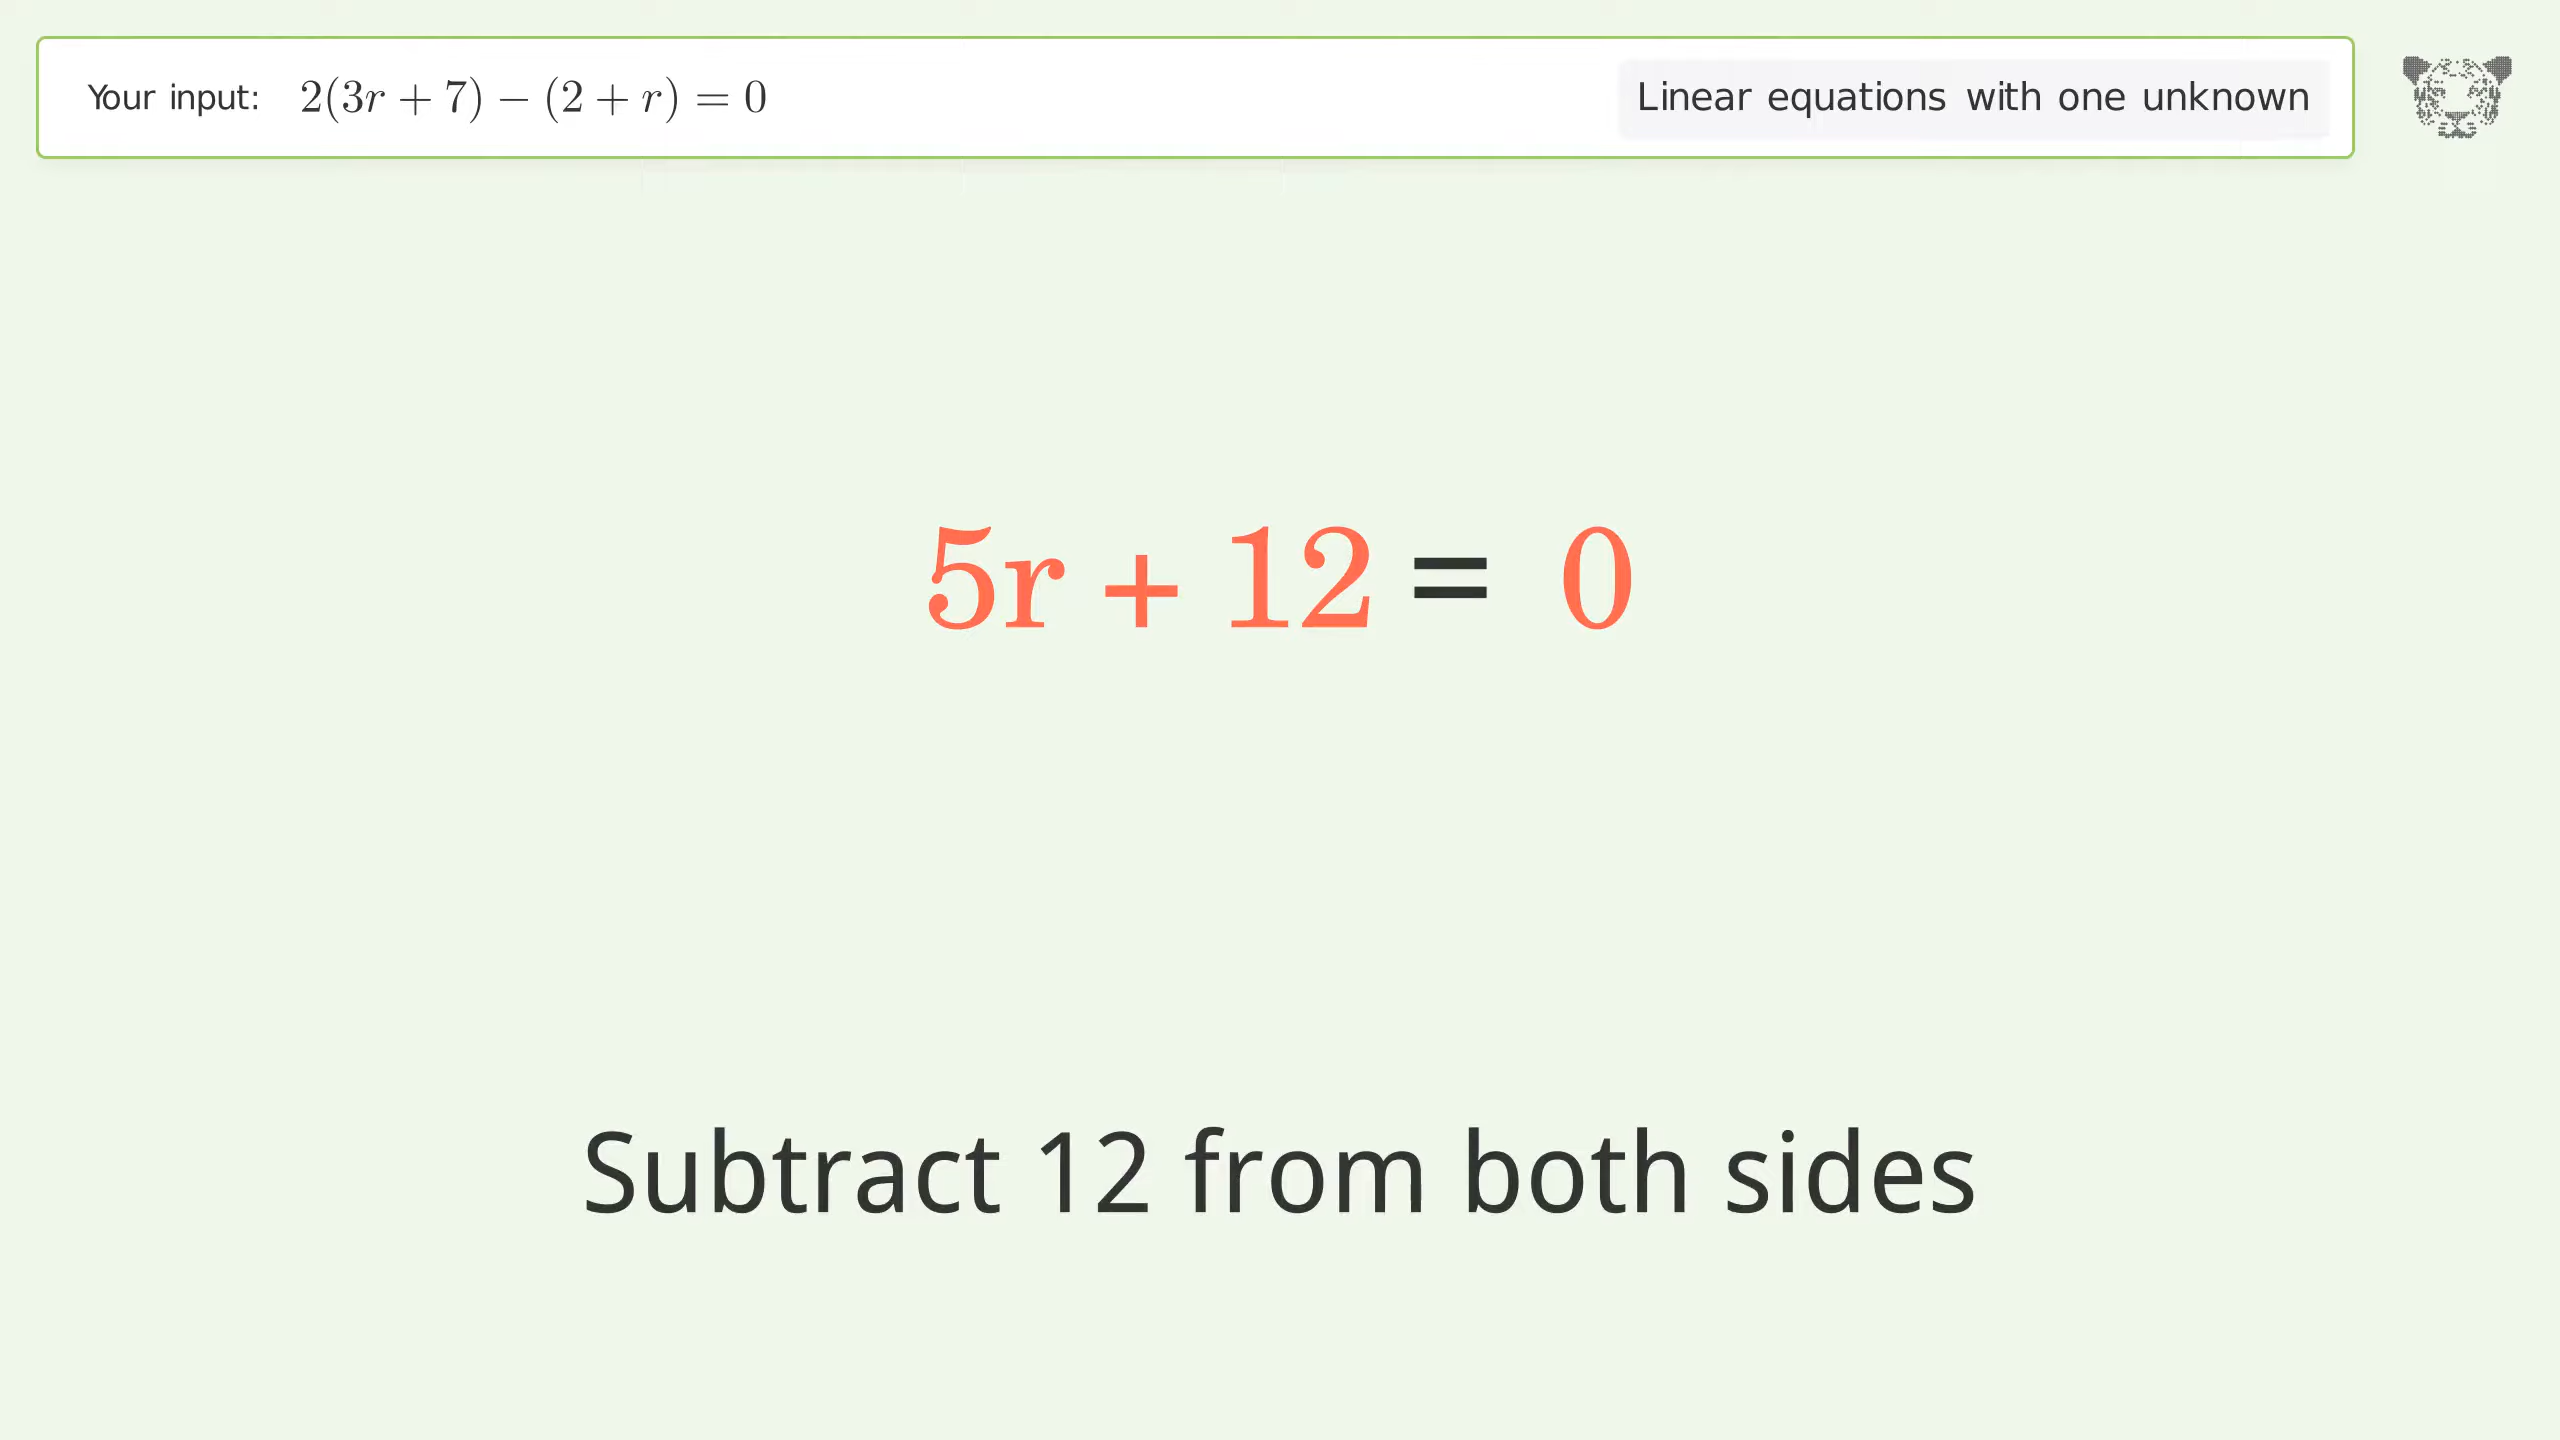 Your input: 2(3r + 7) − (2 + r) = 0
Linear equations with one unknown
5r + 12 = 0
Subtract 12 from both sides